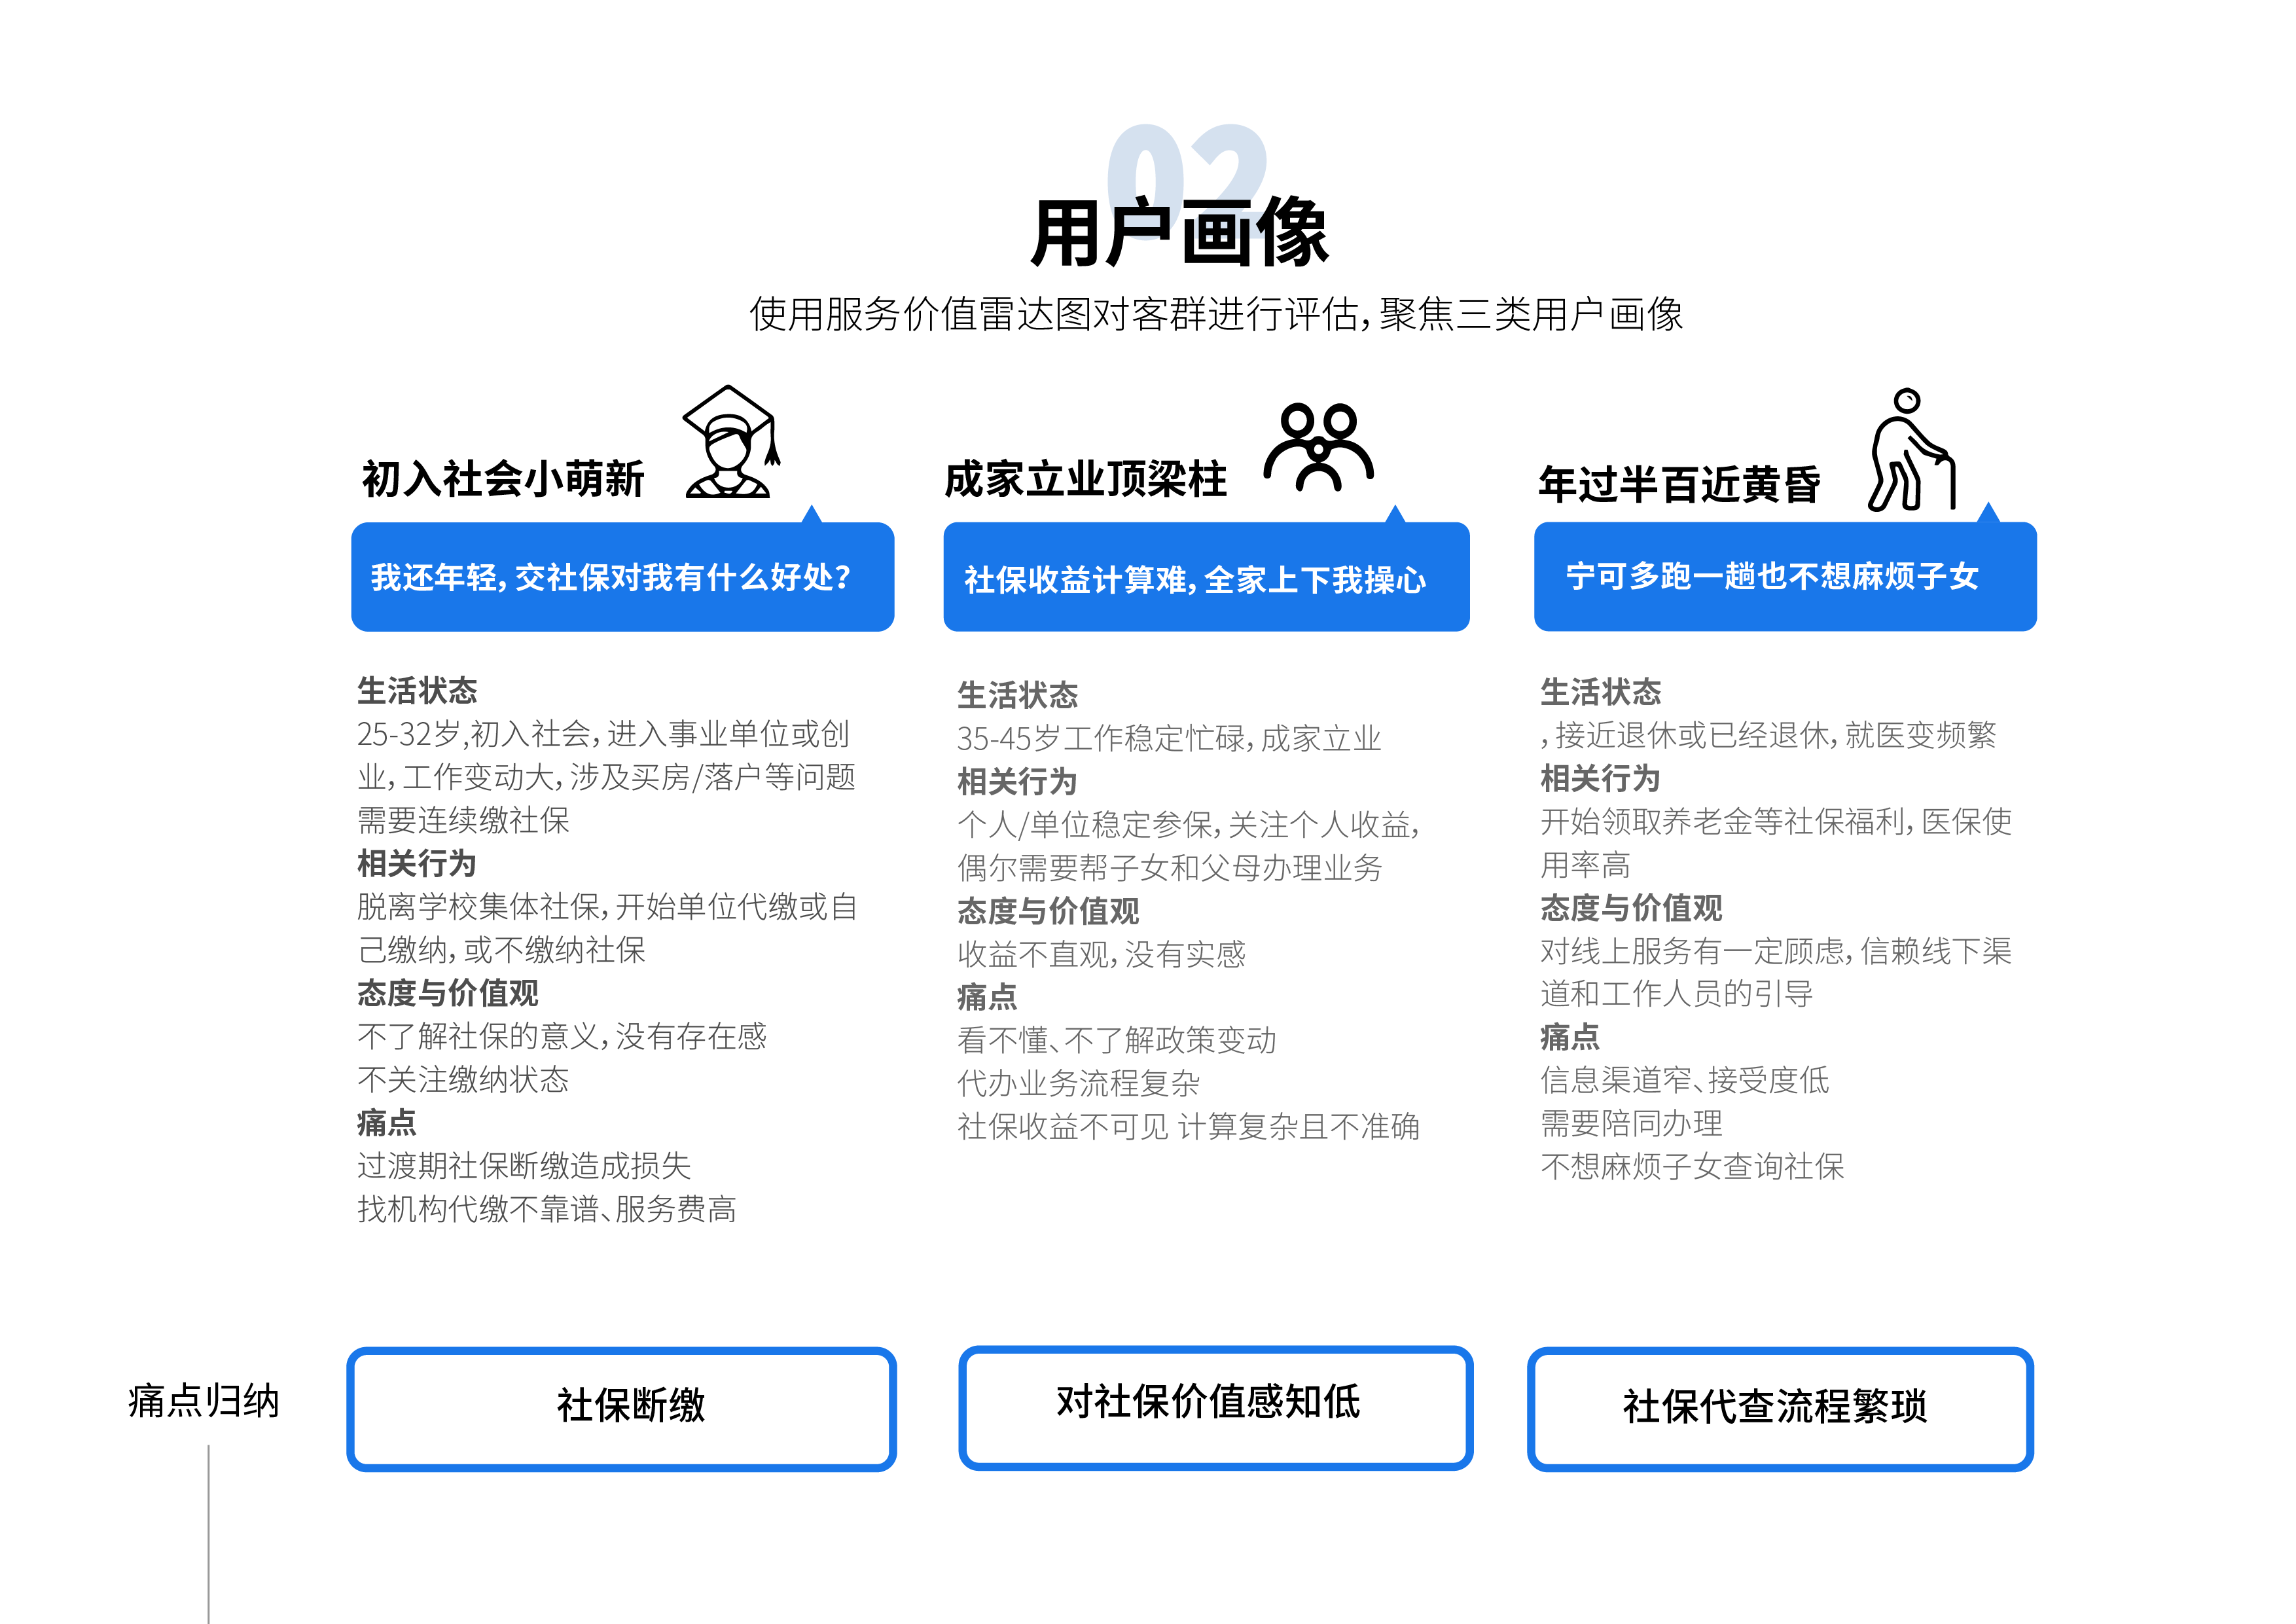 02
用户画像
使用服务价值雷达图对客群进行评估，聚焦三类用户画像
初入社会小萌新
我还年轻，交社保对我有什么好处？
生活状态
25-32岁,初入社会，进入事业单位或创
业，工作变动大，涉及买房/落户等问题
需要连续缴社保
相关行为
脱离学校集体社保，开始单位代缴或自
己缴纳，或不缴纳社保
态度与价值观
不了解社保的意义，没有存在感
不关注缴纳状态
痛点
过渡期社保断缴造成损失
找机构代缴不靠谱、服务费高
成家立业顶梁柱
社保收益计算难，全家上下我操心
生活状态
35-45岁工作稳定忙碌，成家立业
相关行为
个人/单位稳定参保，关注个人收益，
偶尔需要帮子女和父母办理业务
态度与价值观
收益不直观，没有实感
痛点
看不懂、不了解政策变动
代办业务流程复杂
社保收益不可见 计算复杂且不准确
年过半百近黄昏
宁可多跑一趟也不想麻烦子女
生活状态
，接近退休或已经退休，就医变频繁
相关行为
开始领取养老金等社保福利，医保使
用率高
态度与价值观
对线上服务有一定顾虑，信赖线下渠
道和工作人员的引导
痛点
信息渠道窄、接受度低
需要陪同办理
不想麻烦子女查询社保
痛点归纳
社保断缴
对社保价值感知低
社保代查流程繁琐